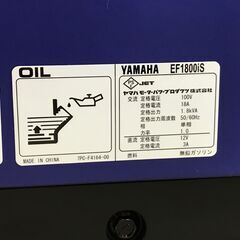 OIL
MADE IN CHINA 7PC-F4166-00
YAMAHA EF1800iS
JET
ヤマハモーターパワープロダクツ株式会社
交流 定格電圧 100V
定格電流 18A
定格出力 1.8kVA
定格出力周波数 50/60Hz
相数 単相
力率 1.0
直流 定格電圧 12V
定格電流 3A
燃料 無鉛ガソリン